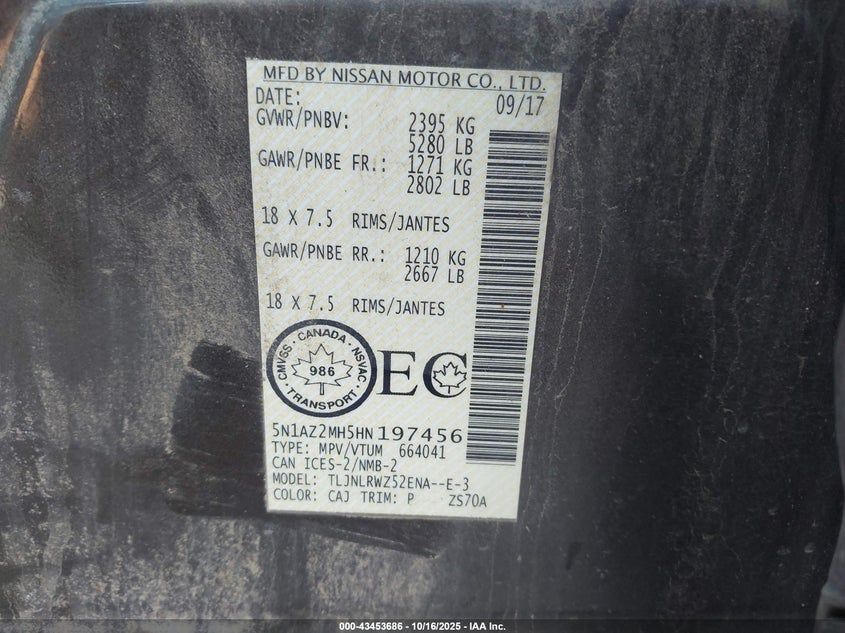 MFD BY NISSAN MOTOR CO., LTD.
DATE: 09/17
GVWR/PNBV: 2395 KG
5280 LB
GAWR/PNBE FR.: 1271 KG
2802 LB
18 X 7.5 RIMS/JANTES
GAWR/PNBE RR.: 1210 KG
2667 LB
18 X 7.5 RIMS/JANTES
CMVSS · CANADA · NSVAC · TRANSPORT ·
986
EC
5N1AZ2MH5HN197456
TYPE: MPV/VTUM 664041
CAN ICES-2/NMB-2
MODEL: TLJNLRWZ52ENA--E-3
COLOR: CAJ TRIM: P ZS70A
000-43453686 - 10/16/2025 - IAA Inc.